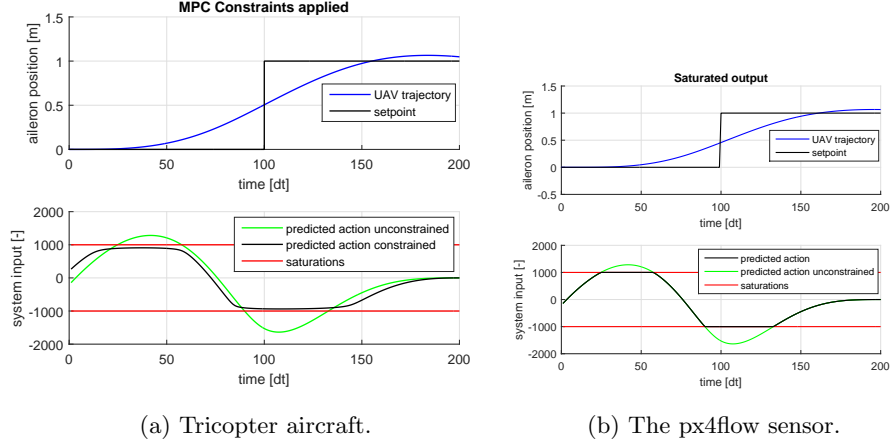 MPC Constraints applied
1.5
1
0.5
0
aileron position [m]
UAV trajectory
setpoint
0
50
100
150
200
time [dt]
2000
1000
0
-1000
-2000
system input [-]
predicted action unconstrained
predicted action constrained
saturations
0
50
100
150
200
time [dt]
(a) Tricopter aircraft.
Saturated output
1.5
1
0.5
0
-0.5
aileron position [m]
UAV trajectory
setpoint
0
50
100
150
200
time [dt]
2000
1000
0
-1000
-2000
system input [-]
predicted action
predicted action unconstrained
saturations
0
50
100
150
200
time [dt]
(b) The px4flow sensor.